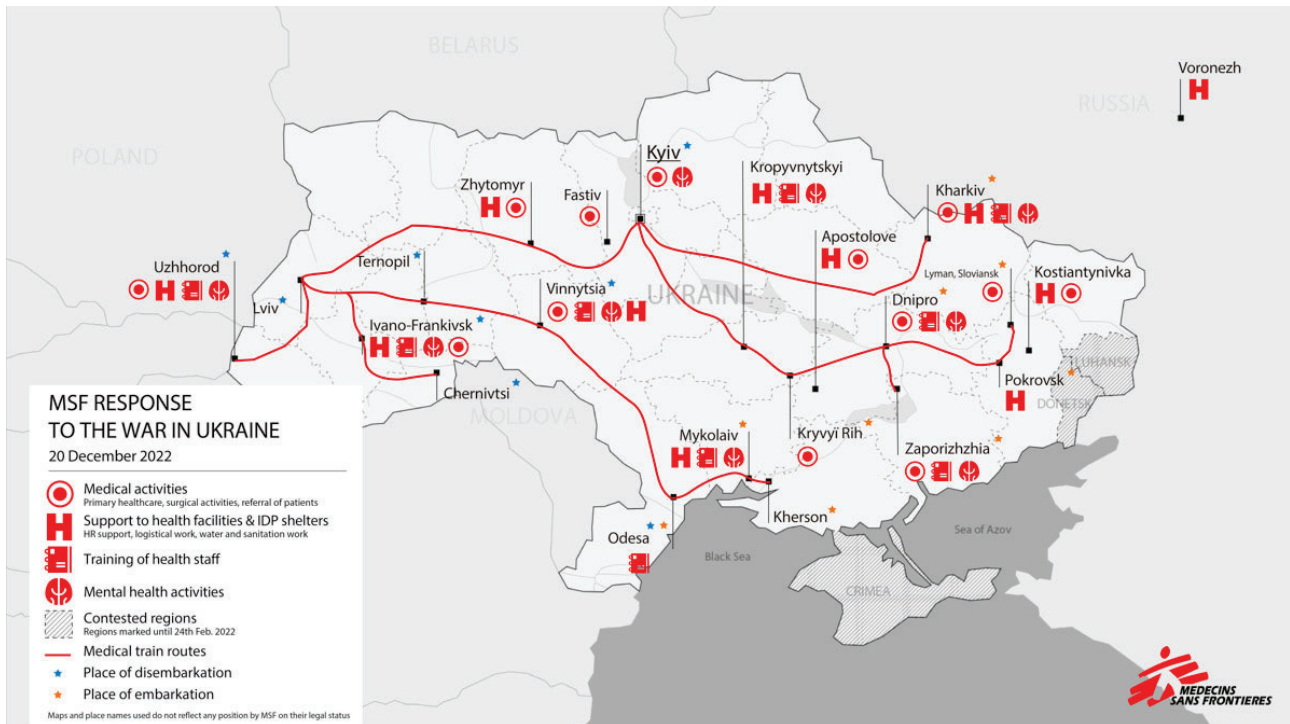 BELARUS
POLAND
RUSSIA
Voronezh
Kyiv
Kropyvnytskyi
Zhytomyr
Fastiv
Kharkiv
Apostolove
Uzhhorod
Ternopil
Lyman, Sloviansk
Kostiantynivka
Lviv
Vinnytsia
UKRAINE
Dnipro
Ivano-Frankivsk
LUHANSK
Chernivtsi
Pokrovsk
DONETSK
MOLDOVA
Mykolaiv
Kryvyï Rih
Zaporizhzhia
Kherson
Odesa
Black Sea
Sea of Azov
CRIMEA
MSF RESPONSE
TO THE WAR IN UKRAINE
20 December 2022
Medical activities
Primary healthcare, surgical activities, referral of patients
Support to health facilities & IDP shelters
HR support, logistical work, water and sanitation work
Training of health staff
Mental health activities
Contested regions
Regions marked until 24th Feb. 2022
Medical train routes
Place of disembarkation
Place of embarkation
Maps and place names used do not reflect any position by MSF on their legal status
MEDECINS
SANS FRONTIERES